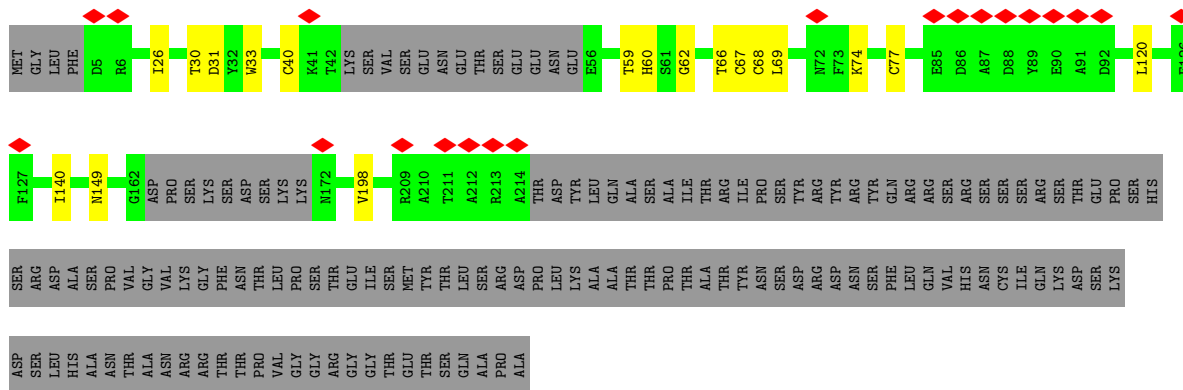 MET GLY LEU PHE D5 R6 I26 T30 D31 Y32 W33 C40 K41 T42 LYS SER VAL SER GLU ASN GLU THR SER GLU GLU ASN GLU E56 T59 H60 S61 G62 T66 C67 C68 L69 N72 F73 K74 C77 E85 D86 A87 D88 Y89 E90 A91 D92 L120 E126
F127 I140 N149 G162 ASP PRO SER LYS SER ASP SER LYS LYS N172 V198 R209 A210 T211 A212 R213 A214 THR ASP TYR LEU GLN ALA SER ALA ILE THR ARG ILE PRO SER TYR ARG TYR ARG TYR GLN ARG ARG SER ARG SER SER SER ARG SER THR GLU PRO SER HIS
SER ARG ASP ALA SER PRO VAL GLY VAL LYS GLY PHE ASN THR LEU PRO SER THR GLU ILE SER MET TYR THR LEU SER ARG ASP PRO LEU LYS ALA ALA THR THR PRO THR ALA THR TYR ASN SER ASP ARG ASP ASN SER PHE LEU GLN VAL HIS ASN CYS ILE GLN LYS ASP SER LYS
ASP SER LEU HIS ALA ASN THR ALA ASN ARG ARG THR THR PRO VAL GLY GLY ARG GLY GLY THR GLU THR SER GLN ALA PRO ALA